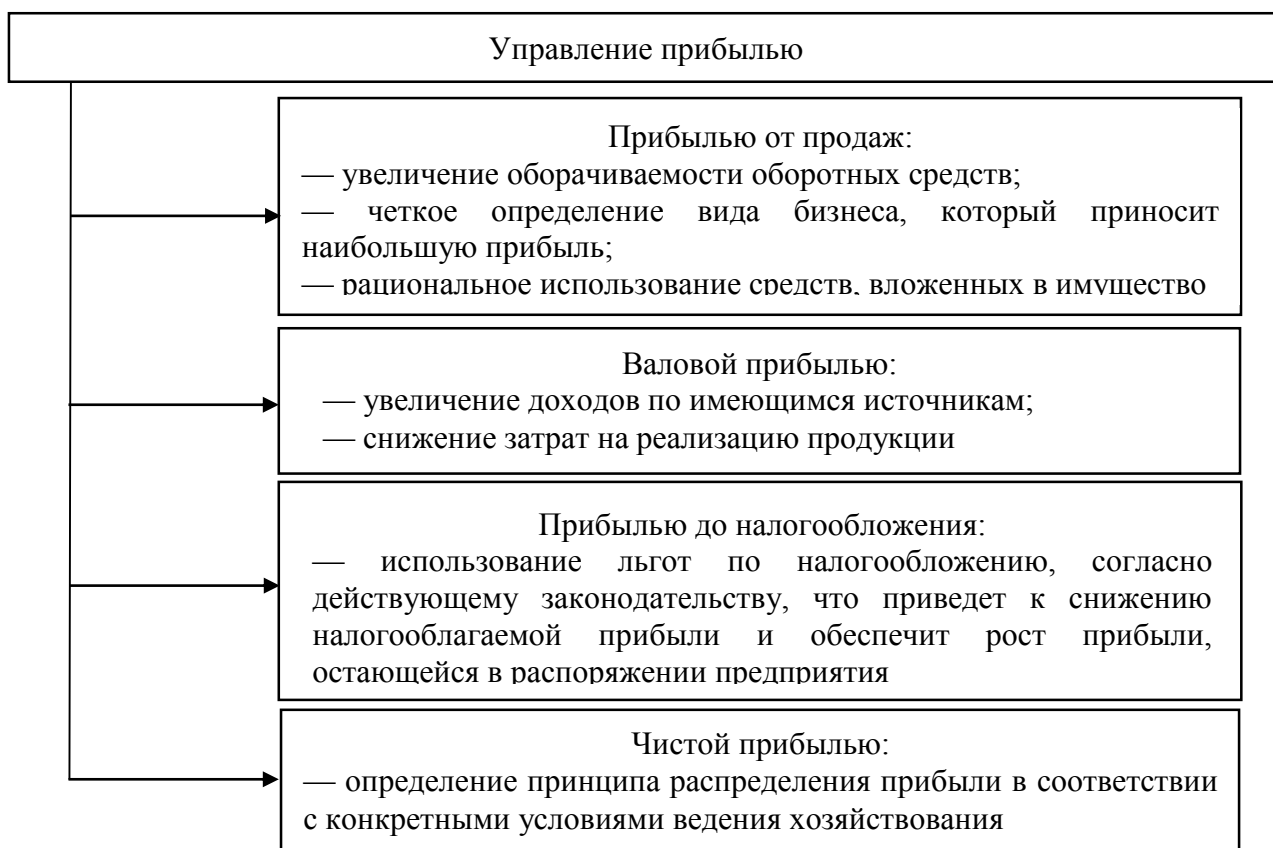 Управление прибылью
Прибылью от продаж:
— увеличение оборачиваемости оборотных средств;
— четкое определение вида бизнеса, который приносит
наибольшую прибыль;
— рациональное использование средств, вложенных в имущество
Валовой прибылью:
— увеличение доходов по имеющимся источникам;
— снижение затрат на реализацию продукции
Прибылью до налогообложения:
— использование льгот по налогообложению, согласно
действующему законодательству, что приведет к снижению
налогооблагаемой прибыли и обеспечит рост прибыли,
остающейся в распоряжении предприятия
Чистой прибылью:
— определение принципа распределения прибыли в соответствии
с конкретными условиями ведения хозяйствования